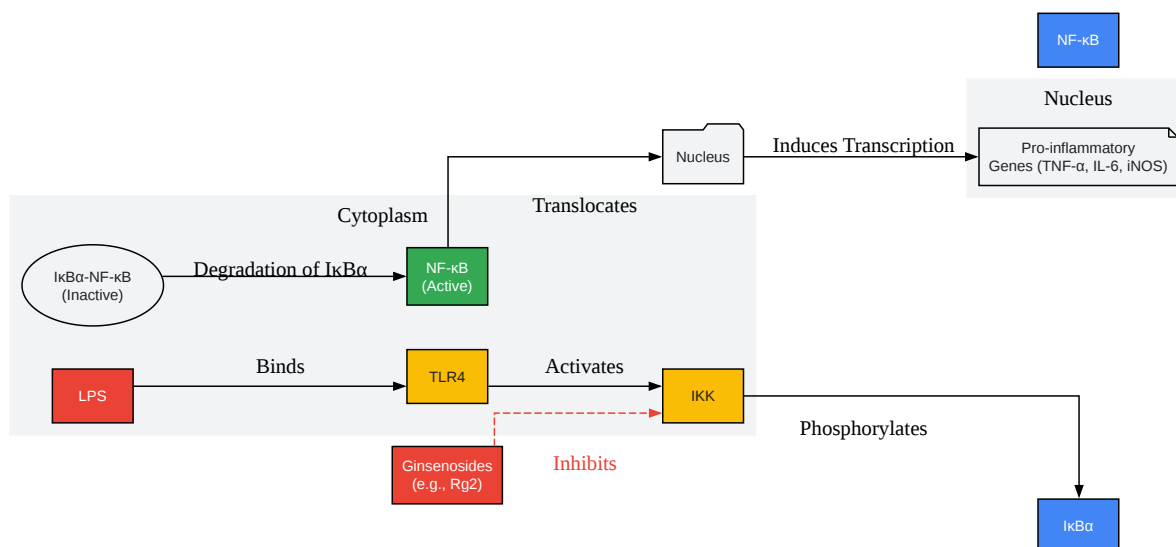 NF-κB
Nucleus
Nucleus
Induces Transcription
Pro-inflammatory
Genes (TNF-α, IL-6, iNOS)
Cytoplasm
Translocates
IκBα-NF-κB
(Inactive)
Degradation of IκBα
NF-κB
(Active)
LPS
Binds
TLR4
Activates
IKK
Phosphorylates
Ginsenosides
(e.g., Rg2)
Inhibits
IκBα